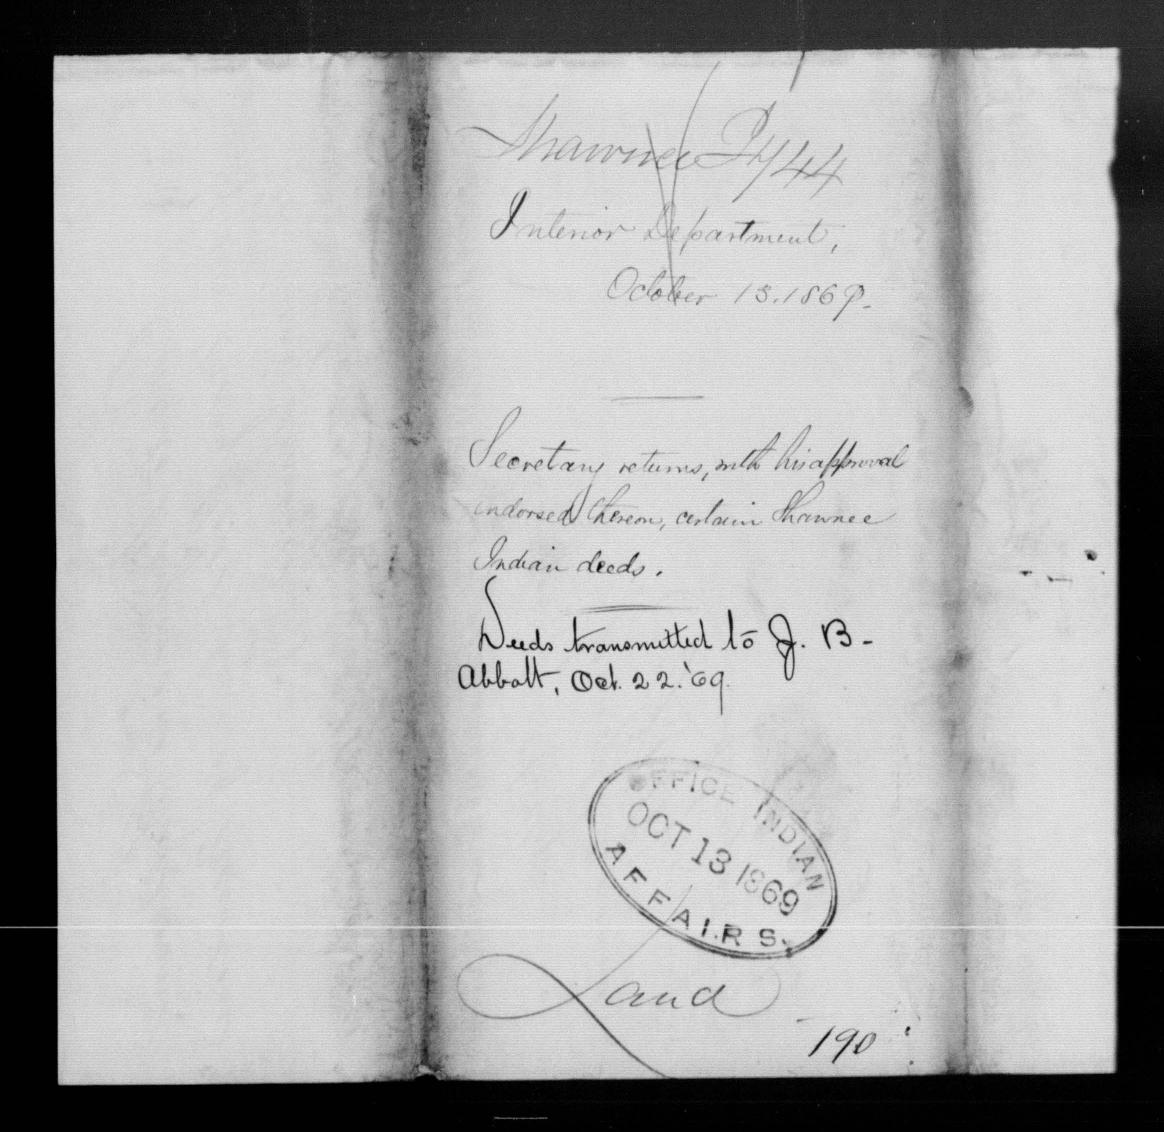 Shawnee I 744
Interior Department,
October 13. 1869.
Secretary returns, with his approval
endorsed thereon, certain Shawnee
Indian deeds.
Deeds transmitted to J. B.
Abbott, Oct. 22. '69.
OFFICE INDIAN
OCT 13 1869
AFFAIRS.
Land
190